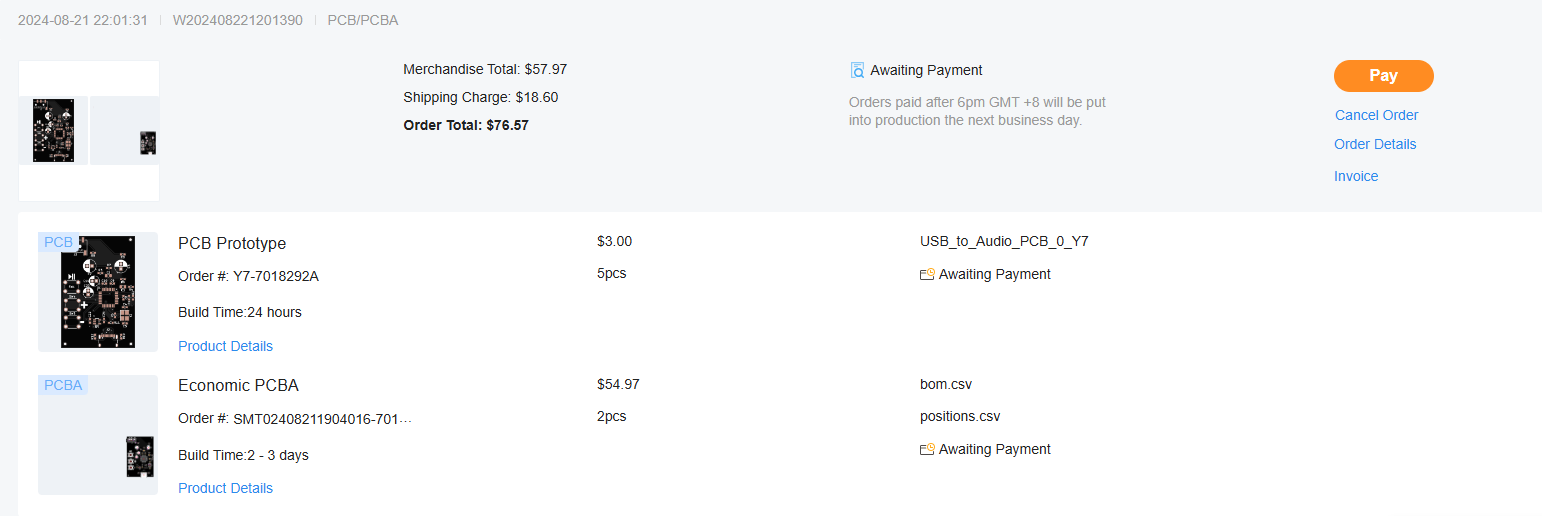 2024-08-21 22:01:31 | W202408221201390 | PCB/PCBA
Merchandise Total: $57.97
Shipping Charge: $18.60
Order Total: $76.57
Awaiting Payment
Orders paid after 6pm GMT +8 will be put
into production the next business day.
Pay
Cancel Order
Order Details
Invoice
PCB
PCB Prototype
$3.00
USB_to_Audio_PCB_0_Y7
Order #: Y7-7018292A
5pcs
Awaiting Payment
Build Time:24 hours
Product Details
PCBA
Economic PCBA
$54.97
bom.csv
Order #: SMT02408211904016-701...
2pcs
positions.csv
Build Time:2 - 3 days
Awaiting Payment
Product Details